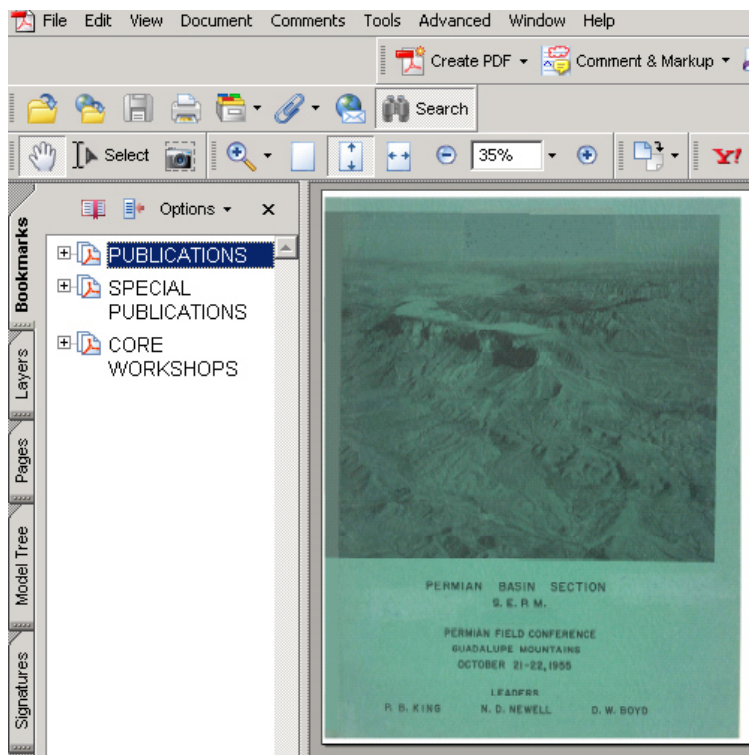 File Edit View Document Comments Tools Advanced Window Help
Create PDF Comment & Markup
Search
Select 35% Y!
Options x
Bookmarks
PUBLICATIONS
SPECIAL
PUBLICATIONS
CORE
WORKSHOPS
Layers
Pages
Model Tree
Signatures
PERMIAN BASIN SECTION
S. E. P. M.
PERMIAN FIELD CONFERENCE
GUADALUPE MOUNTAINS
OCTOBER 21-22, 1955
LEADERS
P. B. KING N. D. NEWELL D. W. BOYD